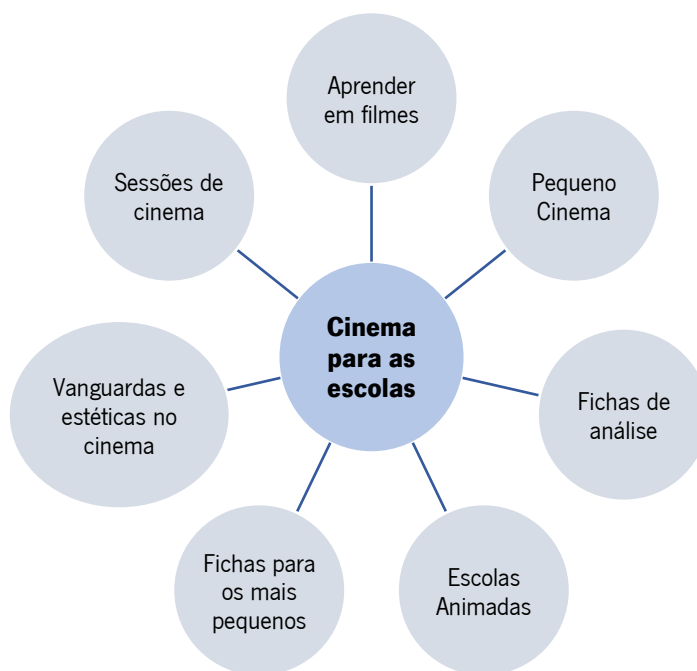 Aprender
em filmes
Pequeno
Cinema
Fichas de
análise
Escolas
Animadas
Fichas para
os mais
pequenos
Vanguardas e
estéticas no
cinema
Sessões de
cinema
Cinema
para as
escolas